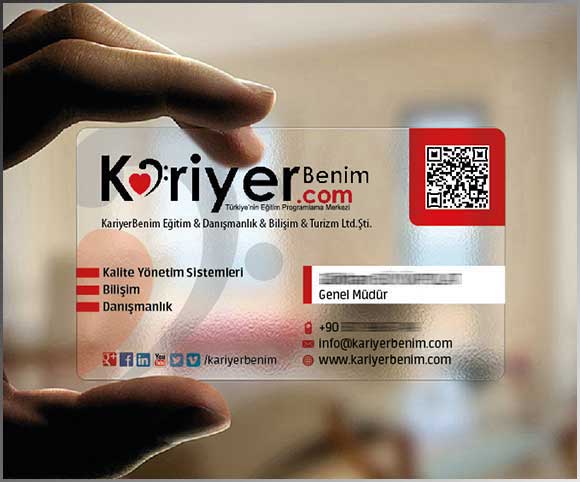 KariyerBenim
.com
Türkiye'nin Eğitim Programlama Merkezi
KariyerBenim Eğitim & Danışmanlık & Bilişim & Turizm Ltd.Şti.
Kalite Yönetim Sistemleri
Bilişim
Danışmanlık
/kariyerbenim
Genel Müdür
+90
info@kariyerbenim.com
www.kariyerbenim.com